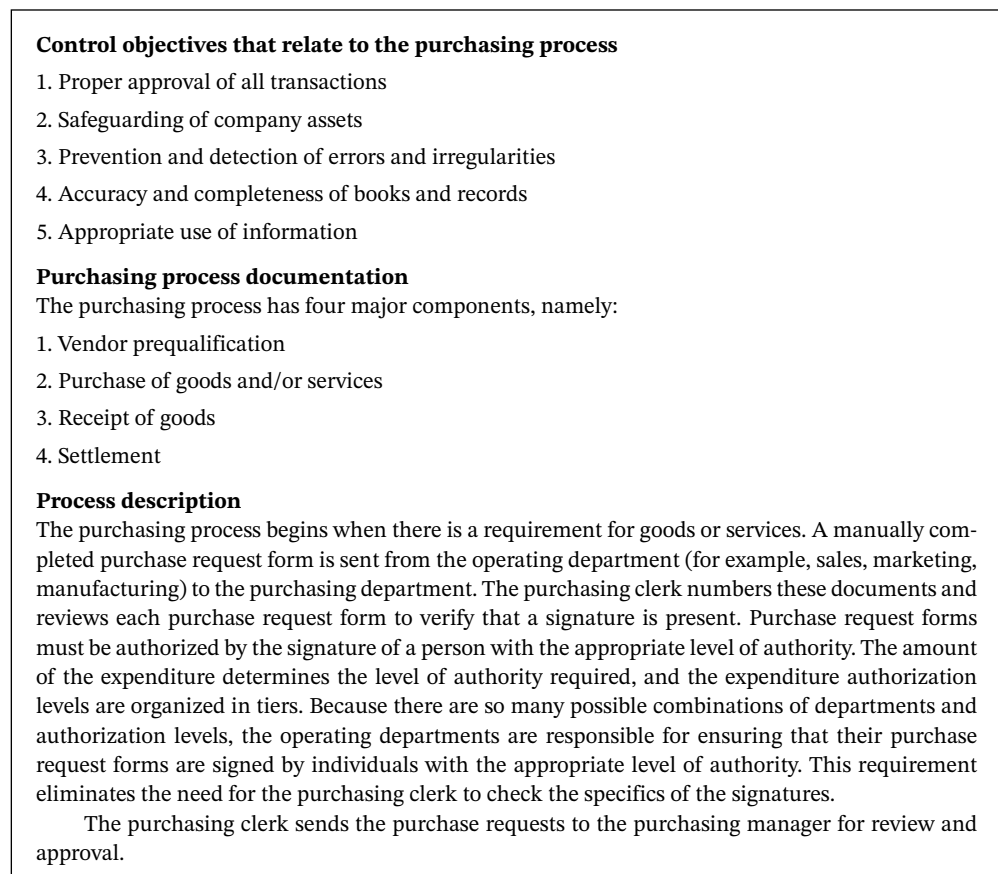 Control objectives that relate to the purchasing process
1. Proper approval of all transactions
2. Safeguarding of company assets
3. Prevention and detection of errors and irregularities
4. Accuracy and completeness of books and records
5. Appropriate use of information
Purchasing process documentation
The purchasing process has four major components, namely:
1. Vendor prequalification
2. Purchase of goods and/or services
3. Receipt of goods
4. Settlement
Process description
The purchasing process begins when there is a requirement for goods or services. A manually com-
pleted purchase request form is sent from the operating department (for example, sales, marketing,
manufacturing) to the purchasing department. The purchasing clerk numbers these documents and
reviews each purchase request form to verify that a signature is present. Purchase request forms
must be authorized by the signature of a person with the appropriate level of authority. The amount
of the expenditure determines the level of authority required, and the expenditure authorization
levels are organized in tiers. Because there are so many possible combinations of departments and
authorization levels, the operating departments are responsible for ensuring that their purchase
request forms are signed by individuals with the appropriate level of authority. This requirement
eliminates the need for the purchasing clerk to check the specifics of the signatures.
The purchasing clerk sends the purchase requests to the purchasing manager for review and
approval.